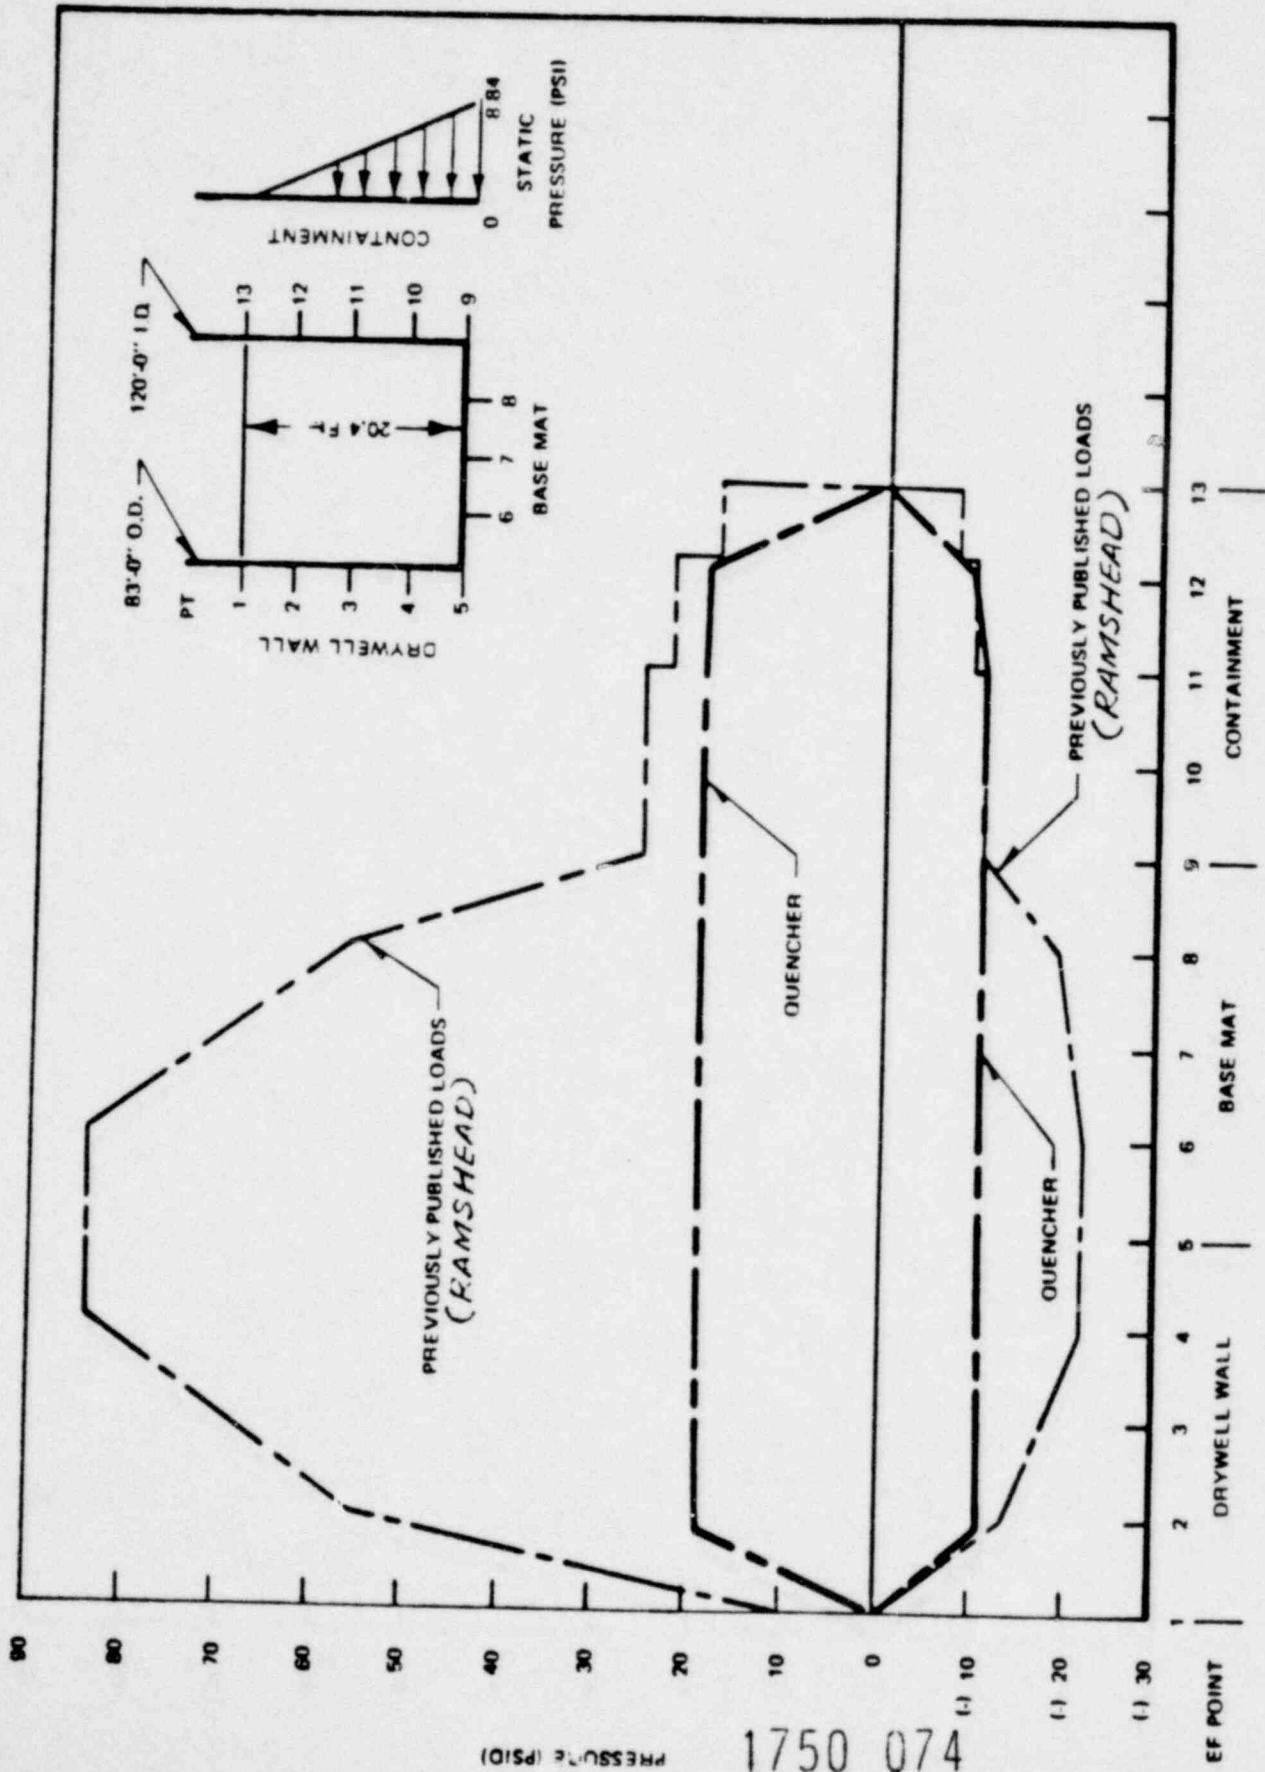 90
80
70
60
50
40
30
20
10
0
(-) 10
(-) 20
(-) 30
PRESSURE (PSID)
PREVIOUSLY PUBLISHED LOADS
(RAMSHEAD)
QUENCHER
QUENCHER
PREVIOUSLY PUBLISHED LOADS
(RAMSHEAD)
83'-0" O.D.
120'-0" I.D.
PT
1
2
3
4
5
DRYWELL WALL
20.4 FT
6 7 8
BASE MAT
13
12
11
10
9
CONTAINMENT
0 8 84
STATIC
PRESSURE (PSI)
EF POINT
1 2 3 4 5 6 7 8 9 10 11 12 13
DRYWELL WALL BASE MAT CONTAINMENT
1750 074